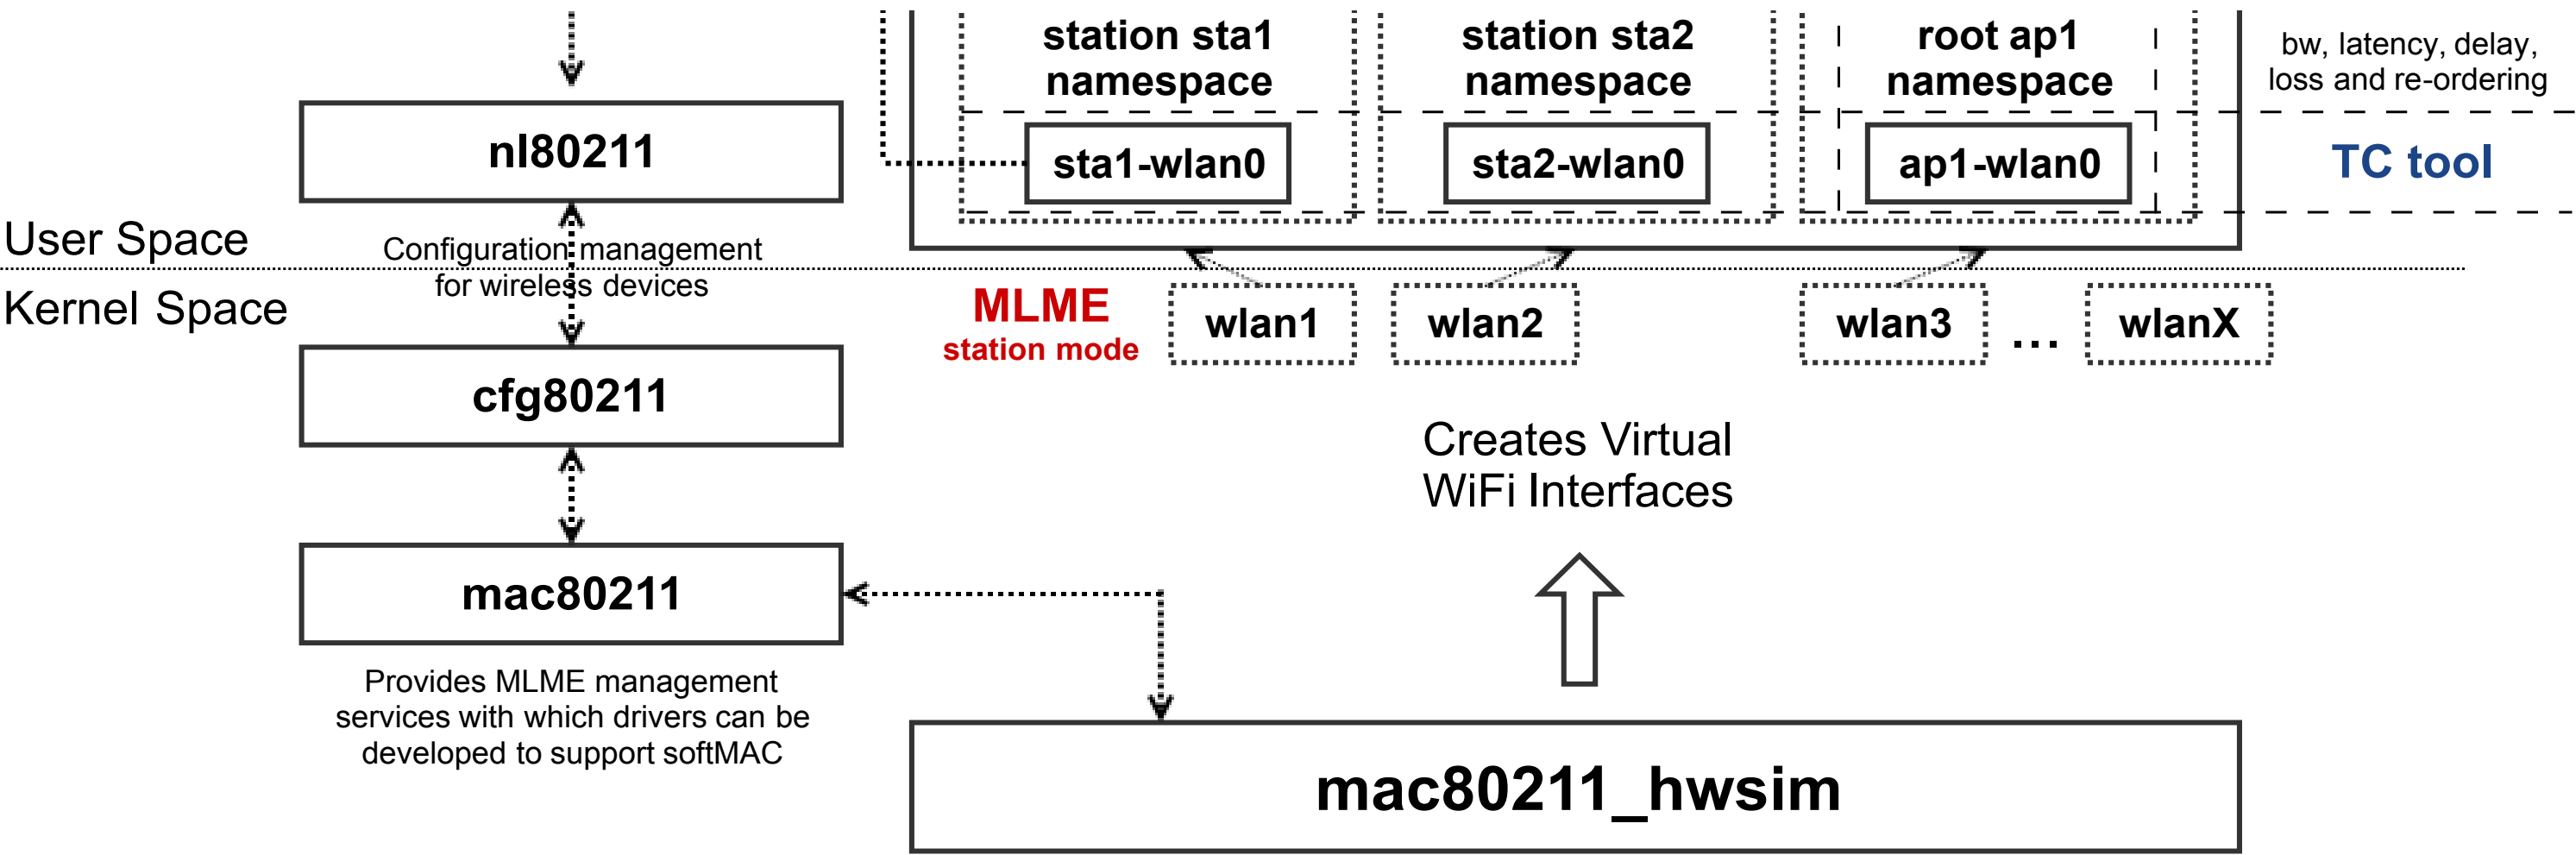 station sta1
namespace
station sta2
namespace
root ap1
namespace
bw, latency, delay,
loss and re-ordering
nl80211
sta1-wlan0
sta2-wlan0
ap1-wlan0
TC tool
User Space
Configuration management
for wireless devices
Kernel Space
MLME
station mode
wlan1
wlan2
wlan3
...
wlanX
cfg80211
Creates Virtual
WiFi Interfaces
mac80211
Provides MLME management
services with which drivers can be
developed to support softMAC
mac80211_hwsim